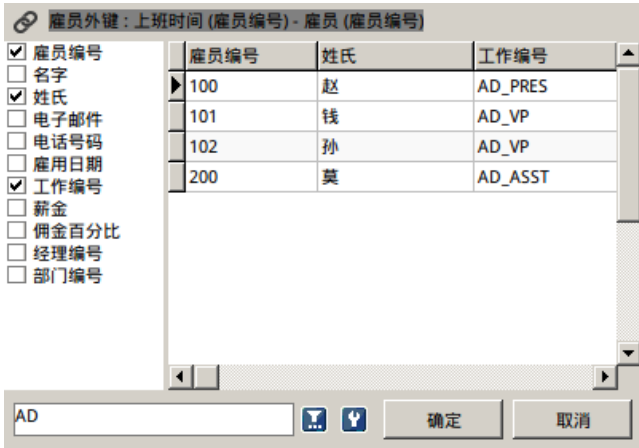 雇员外键 : 上班时间 (雇员编号) - 雇员 (雇员编号)
雇员编号
名字
姓氏
电子邮件
电话号码
雇用日期
工作编号
薪金
佣金百分比
经理编号
部门编号
雇员编号 姓氏 工作编号
100 赵 AD_PRES
101 钱 AD_VP
102 孙 AD_VP
200 莫 AD_ASST
AD
确定
取消